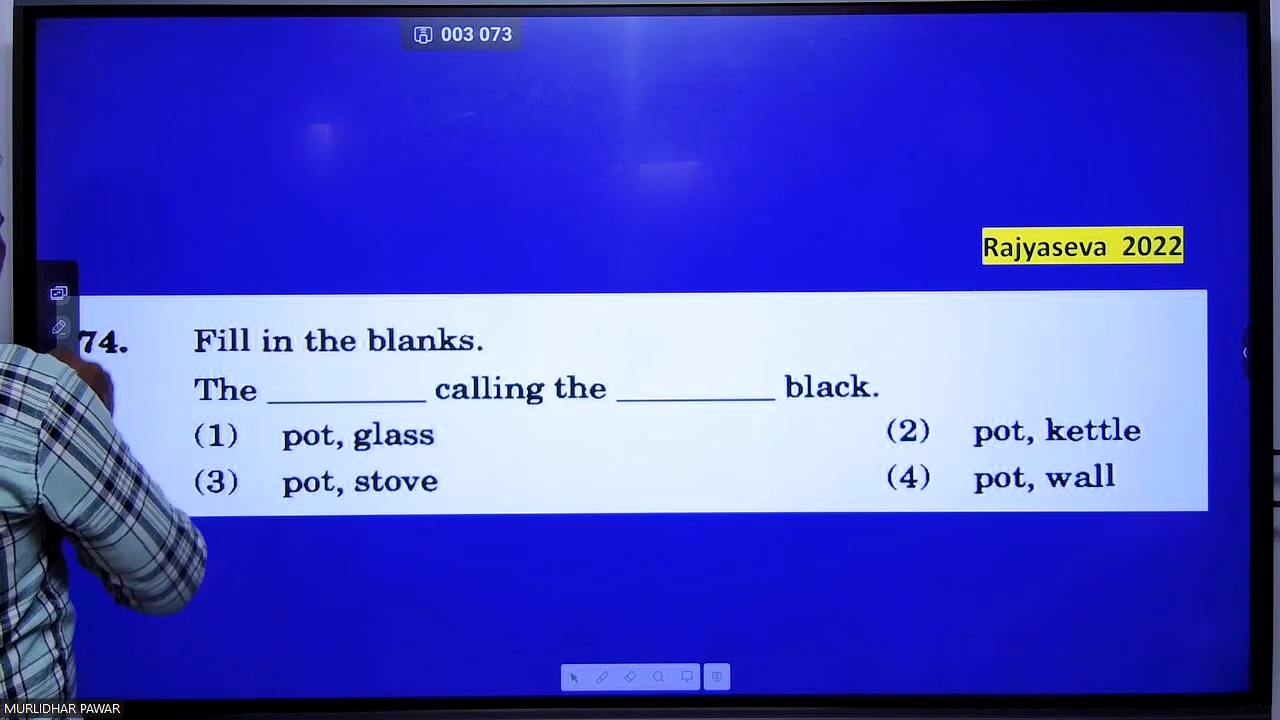 003 073
Rajyaseva 2022
74. Fill in the blanks.
The __________ calling the __________ black.
(1) pot, glass (2) pot, kettle
(3) pot, stove (4) pot, wall
MURLIDHAR PAWAR